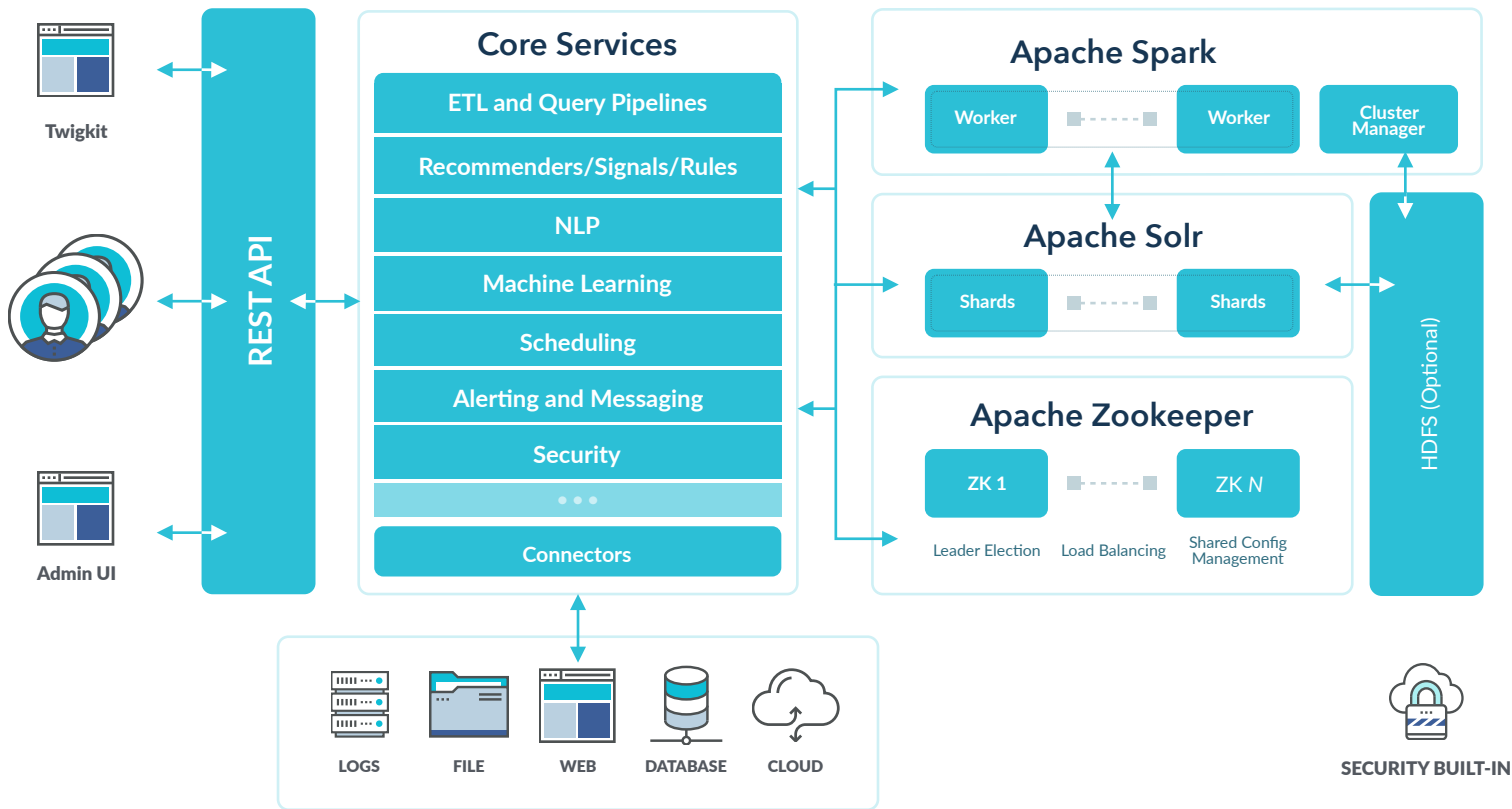 Twigkit
Admin UI
REST API
Core Services
ETL and Query Pipelines
Recommenders/Signals/Rules
NLP
Machine Learning
Scheduling
Alerting and Messaging
Security
Connectors
Apache Spark
Worker
Worker
Cluster
Manager
Apache Solr
Shards
Shards
Apache Zookeeper
ZK 1
ZK N
Leader Election
Load Balancing
Shared Config
Management
HDFS (Optional)
LOGS
FILE
WEB
DATABASE
CLOUD
SECURITY BUILT-IN